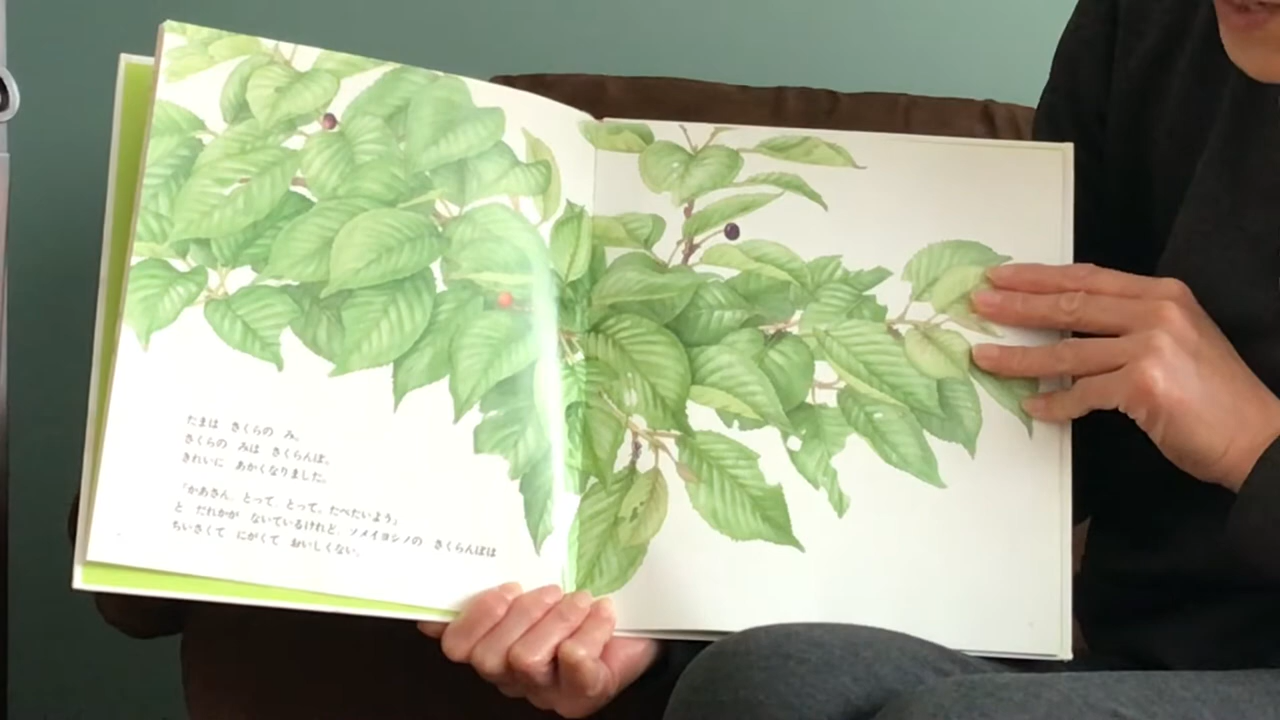 たまは さくらの み。
さくらの みは さくらんぼ。
きれいに あかくなりました。
「かあさん、とって、とって。たべたいよう」
と だれかが ないているけれど、ソメイヨシノの さくらんぼは
ちいさくて にがくて おいしくない。